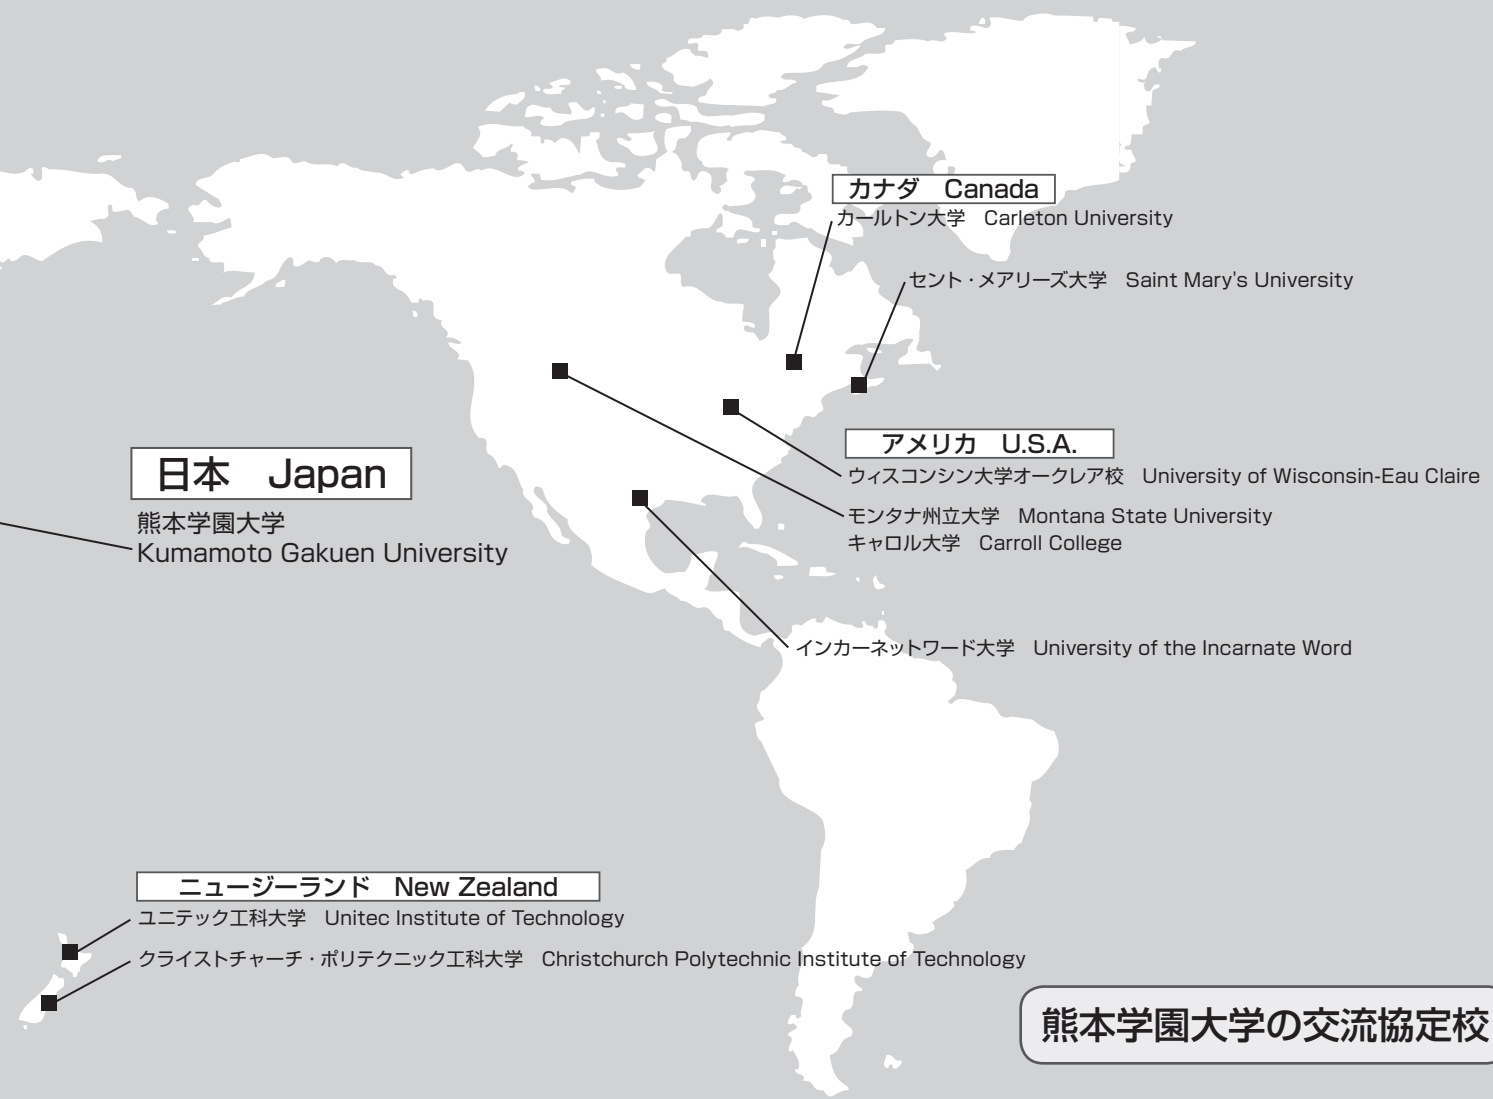 カナダ　Canada
カールトン大学　Carleton University
セント・メアリーズ大学　Saint Mary's University
アメリカ　U.S.A.
ウィスコンシン大学オークレア校　University of Wisconsin-Eau Claire
モンタナ州立大学　Montana State University
キャロル大学　Carroll College
インカーネットワード大学　University of the Incarnate Word
日本　Japan
熊本学園大学
Kumamoto Gakuen University
ニュージーランド　New Zealand
ユニテック工科大学　Unitec Institute of Technology
クライストチャーチ・ポリテクニック工科大学　Christchurch Polytechnic Institute of Technology
熊本学園大学の交流協定校